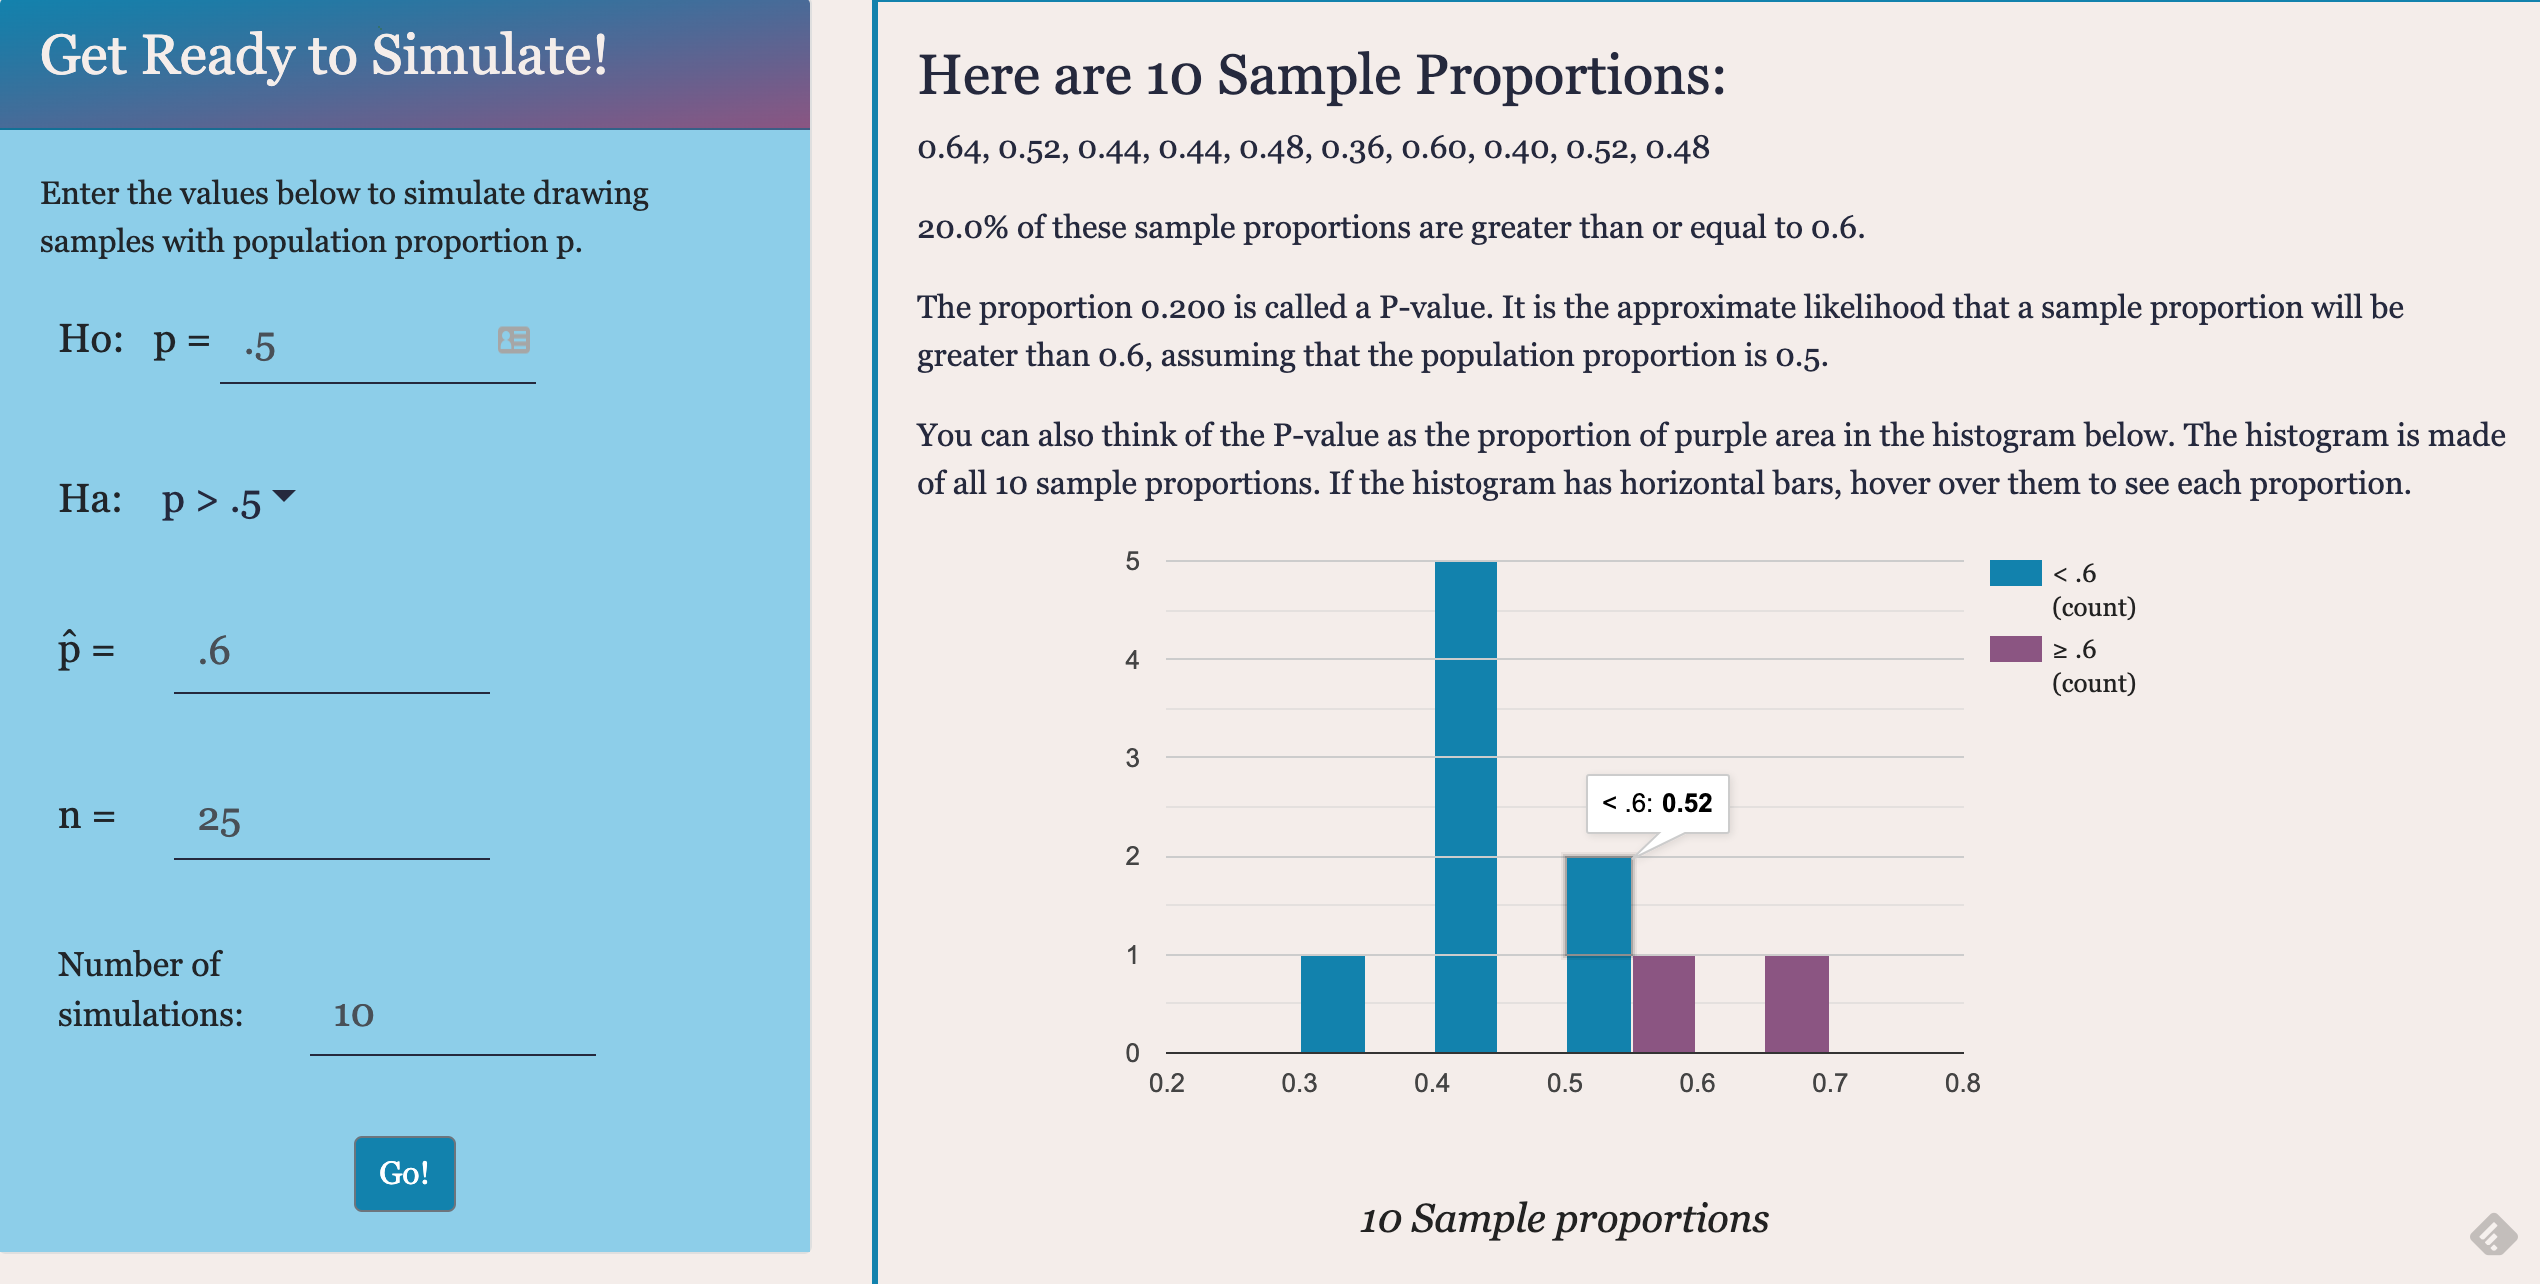 Get Ready to Simulate!
Enter the values below to simulate drawing
samples with population proportion p.
Ho: p = .5
Ha: p > .5
p̂ = .6
n = 25
Number of
simulations: 10
Go!
Here are 10 Sample Proportions:
0.64, 0.52, 0.44, 0.44, 0.48, 0.36, 0.60, 0.40, 0.52, 0.48
20.0% of these sample proportions are greater than or equal to 0.6.
The proportion 0.200 is called a P-value. It is the approximate likelihood that a sample proportion will be
greater than 0.6, assuming that the population proportion is 0.5.
You can also think of the P-value as the proportion of purple area in the histogram below. The histogram is made
of all 10 sample proportions. If the histogram has horizontal bars, hover over them to see each proportion.
5
4
3
2
1
0
< .6: 0.52
0.2 0.3 0.4 0.5 0.6 0.7 0.8
< .6
(count)
≥ .6
(count)
10 Sample proportions